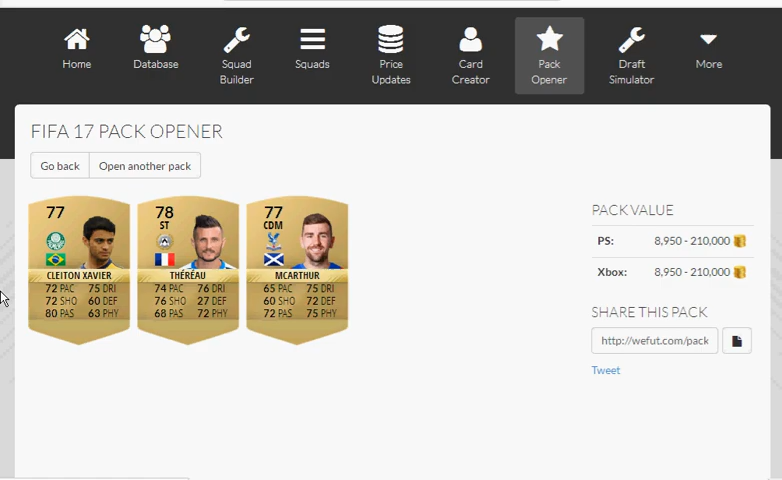 Home
Database
Squad
Builder
Squads
Price
Updates
Card
Creator
Pack
Opener
Draft
Simulator
More
FIFA 17 PACK OPENER
Go back
Open another pack
77
CLEITON XAVIER
72 PAC 75 DRI
72 SHO 60 DEF
80 PAS 63 PHY
78
ST
THÉRÉAU
74 PAC 76 DRI
76 SHO 27 DEF
68 PAS 72 PHY
77
CDM
MCARTHUR
65 PAC 75 DRI
60 SHO 72 DEF
72 PAS 75 PHY
PACK VALUE
PS: 8,950 - 210,000
Xbox: 8,950 - 210,000
SHARE THIS PACK
http://wefut.com/pack
Tweet